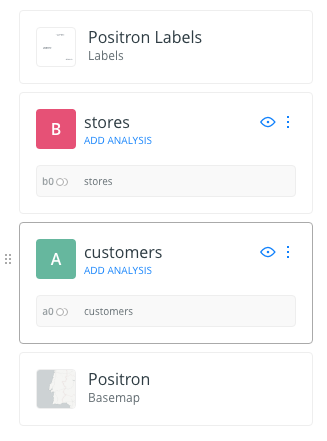 Positron Labels
Labels
B
stores
ADD ANALYSIS
b0
stores
A
customers
ADD ANALYSIS
a0
customers
Positron
Basemap